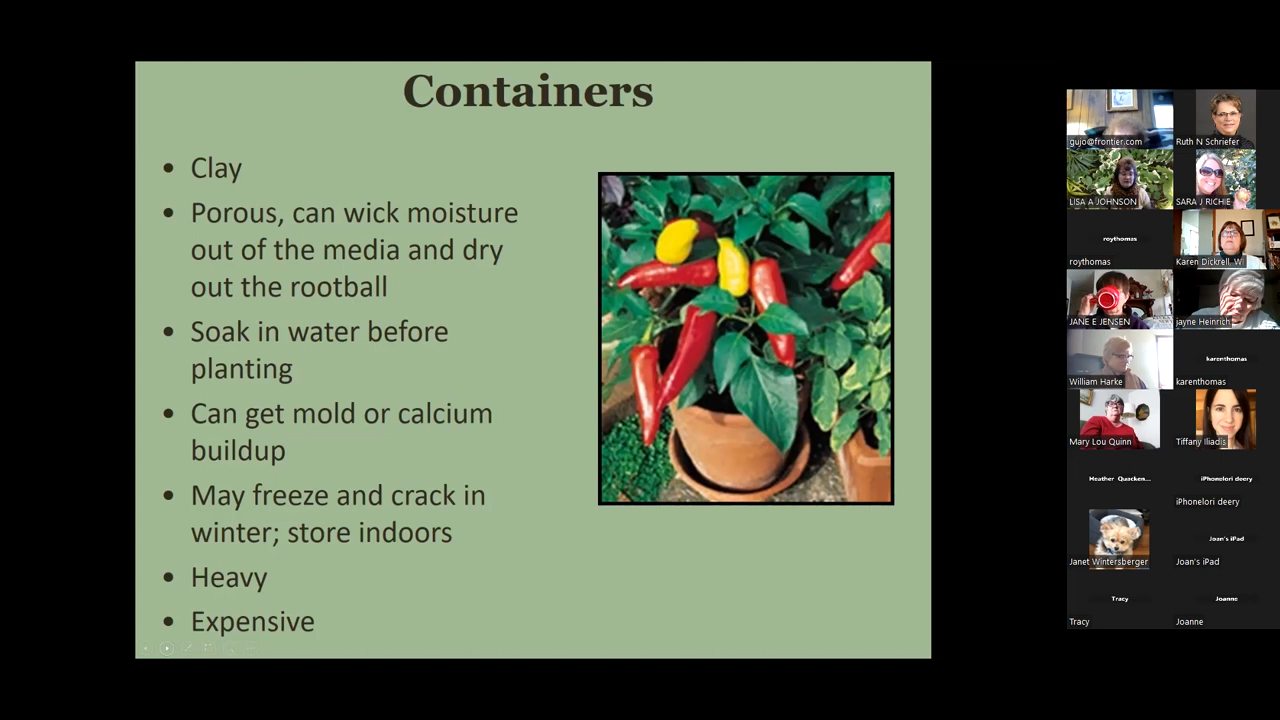 Containers
• Clay
• Porous, can wick moisture
out of the media and dry
out the rootball
• Soak in water before
planting
• Can get mold or calcium
buildup
• May freeze and crack in
winter; store indoors
• Heavy
• Expensive
gujo@frontier.com
Ruth N Schriefer
LISA A JOHNSON
SARA J RICHIE
roythomas
roythomas
Karen Dickrell, WI
JANE E JENSEN
jayne Heinrich
William Harke
karenthomas
karenthomas
Mary Lou Quinn
Tiffany Iliadis
Heather Quacken...
iPhonelori deery
iPhonelori deery
Janet Wintersberger
Joan's iPad
Joan's iPad
Tracy
Joanne
Tracy
Joanne